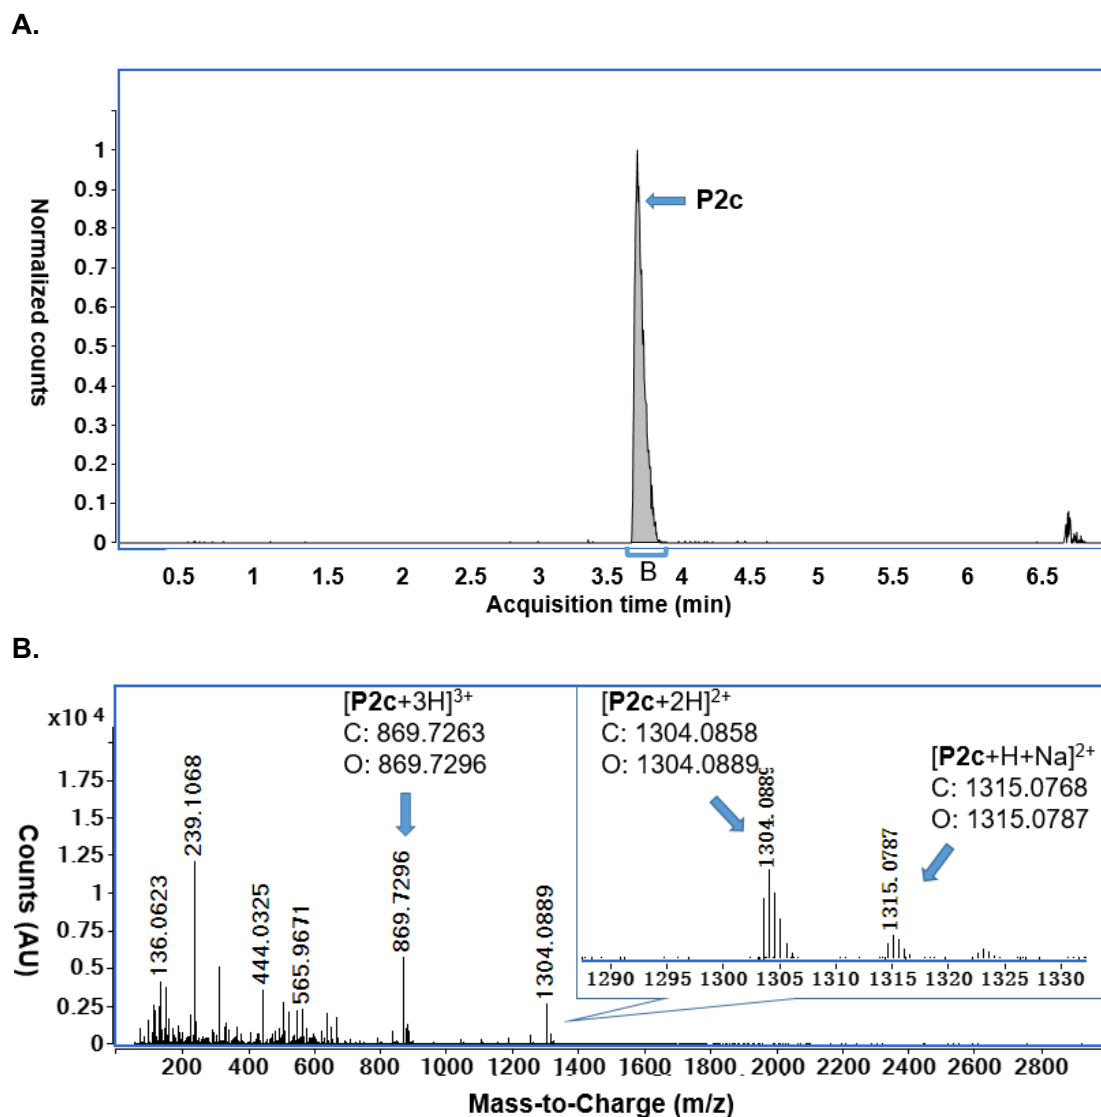 A.
Normalized counts
1
0.9
0.8
0.7
0.6
0.5
0.4
0.3
0.2
0.1
0
P2c
B
0.5 1 1.5 2 2.5 3 3.5 4 4.5 5 5.5 6 6.5
Acquisition time (min)
B.
x10 4
Counts (AU)
1.75
1.5
1.25
1
0.75
0.5
0.25
0
[P2c+3H]3+
C: 869.7263
O: 869.7296
136.0623
239.1068
444.0325
565.9671
869.7296
1304.0889
[P2c+2H]2+
C: 1304.0858
O: 1304.0889
1304.0889
[P2c+H+Na]2+
C: 1315.0768
O: 1315.0787
1315.0787
1290 1295 1300 1305 1310 1315 1320 1325 1330
200 400 600 800 1000 1200 1400 1600 1800 2000 2200 2400 2600 2800
Mass-to-Charge (m/z)